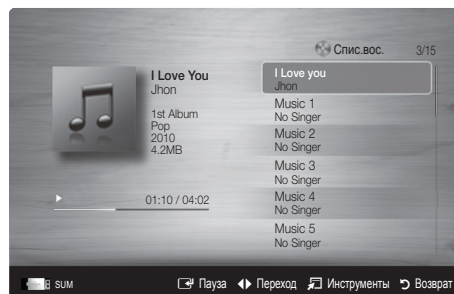 Спис.вос. 3/15
I Love You
Jhon
1st Album
Pop
2010
4.2MB
01:10 / 04:02
I Love you
Jhon
Music 1
No Singer
Music 2
No Singer
Music 3
No Singer
Music 4
No Singer
Music 5
No Singer
SUM Пауза Переход Инструменты Возврат